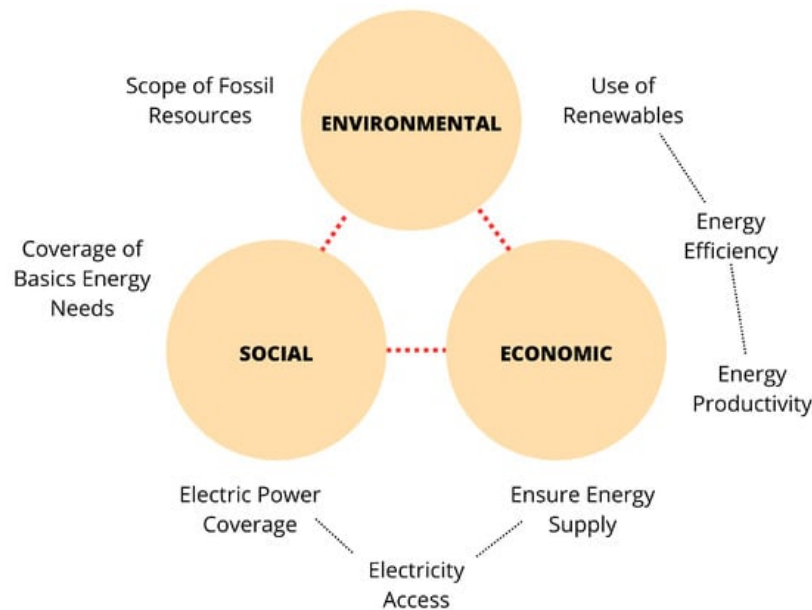 Scope of Fossil
Resources
ENVIRONMENTAL
Use of
Renewables
Energy
Efficiency
Coverage of
Basics Energy
Needs
SOCIAL
ECONOMIC
Energy
Productivity
Electric Power
Coverage
Ensure Energy
Supply
Electricity
Access